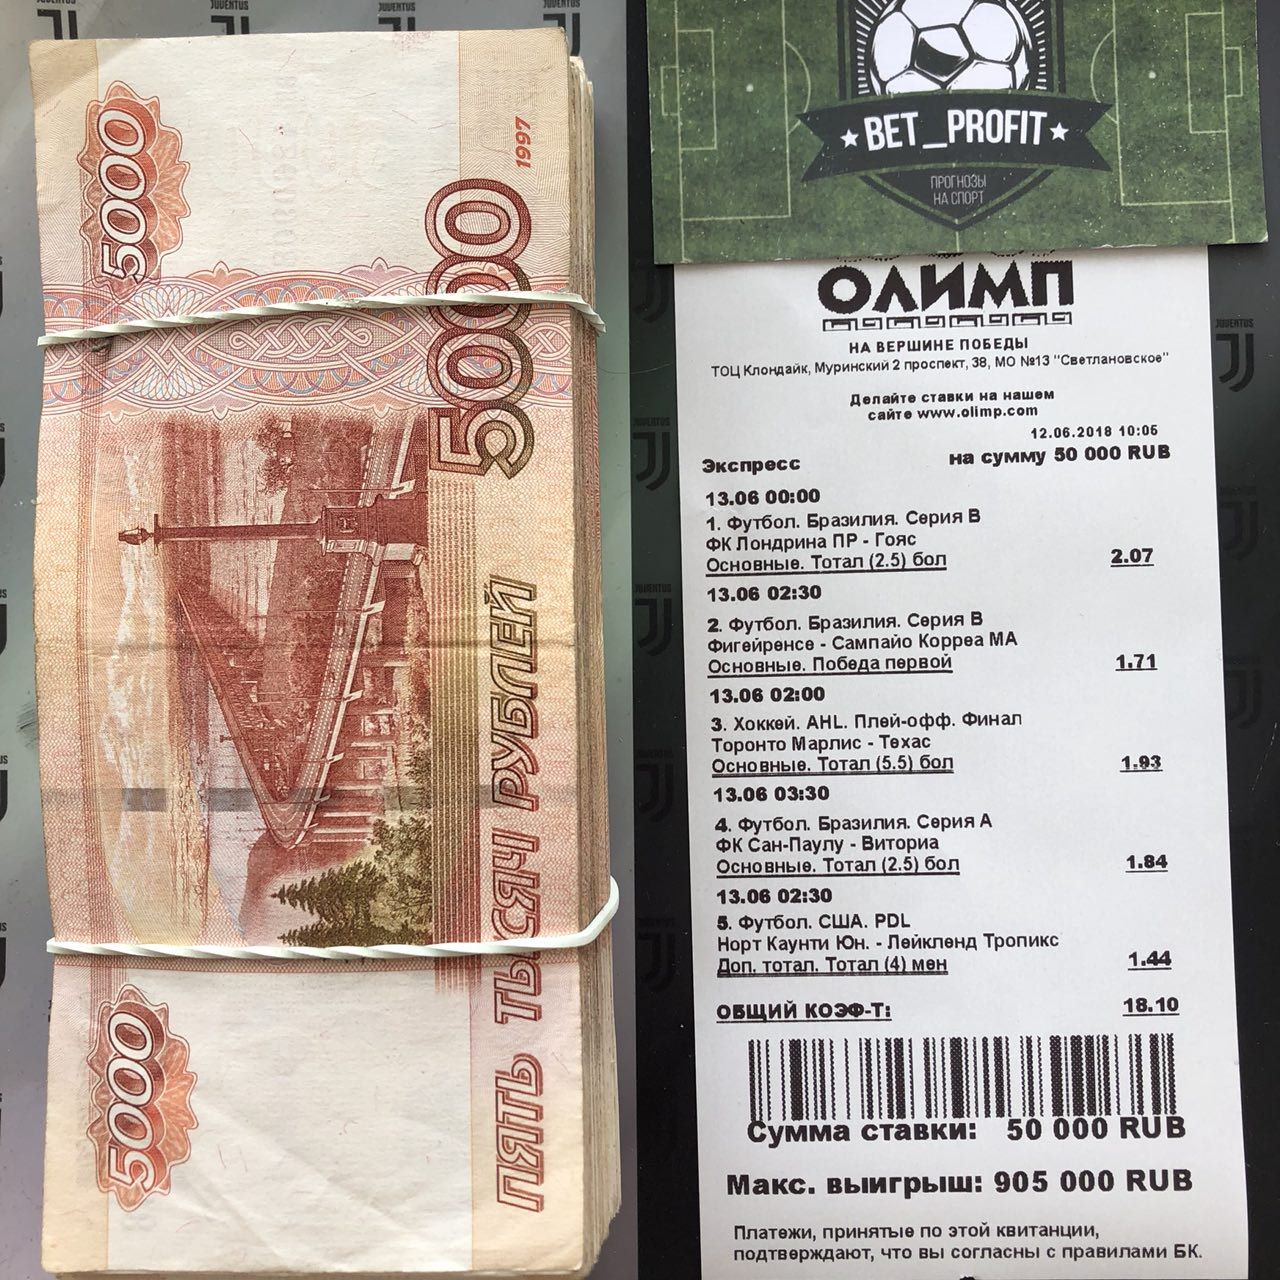 JUVENTUS
JUVENTUS
JUVENTUS
JUVENTUS
5000
1997
5000
5000
ПЯТЬ ТЫСЯЧ РУБЛЕЙ
BET_PROFIT
ПРОГНОЗЫ
НА СПОРТ
ОЛИМП
НА ВЕРШИНЕ ПОБЕДЫ
ТОЦ Клондайк, Муринский 2 проспект, 38, МО №13 "Светлановское"
Делайте ставки на нашем
сайте www.olimp.com
12.06.2018 10:06
Экспресс на сумму 50 000 RUB
13.06 00:00
1. Футбол. Бразилия. Серия В
ФК Лондрина ПР - Гояс
Основные. Тотал (2.5) бол 2.07
13.06 02:30
2. Футбол. Бразилия. Серия В
Фигейренсе - Сампайо Корреа МА
Основные. Победа первой 1.71
13.06 02:00
3. Хоккей. AHL. Плей-офф. Финал
Торонто Марлис - Техас
Основные. Тотал (5.5) бол 1.93
13.06 03:30
4. Футбол. Бразилия. Серия А
ФК Сан-Паулу - Витория
Основные. Тотал (2.5) бол 1.84
13.06 02:30
5. Футбол. США. PDL
Норт Каунти Юн. - Лейкленд Тропикс
Доп. тотал. Тотал (4) мен 1.44
ОБЩИЙ КОЭФ-Т: 18.10
Сумма ставки: 50 000 RUB
Макс. выигрыш: 905 000 RUB
Платежи, принятые по этой квитанции,
подтверждают, что вы согласны с правилами БК.
JUVENTUS
JUVENTUS